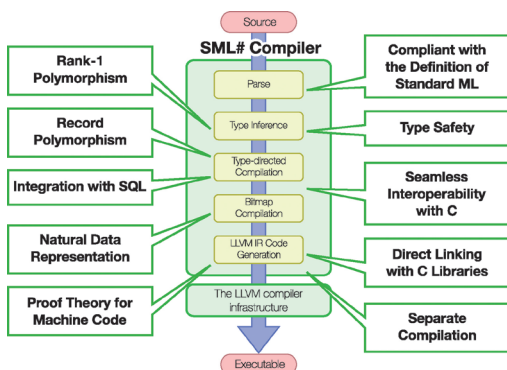 Source
SML# Compiler
Rank-1
Polymorphism
Record
Polymorphism
Integration with SQL
Natural Data
Representation
Proof Theory for
Machine Code
Parse
Type Inference
Type-directed
Compilation
Bitmap
Compilation
LLVM IR Code
Generation
The LLVM compiler
infrastructure
Executable
Compliant with
the Definition of
Standard ML
Type Safety
Seamless
Interoperability
with C
Direct Linking
with C Libraries
Separate
Compilation